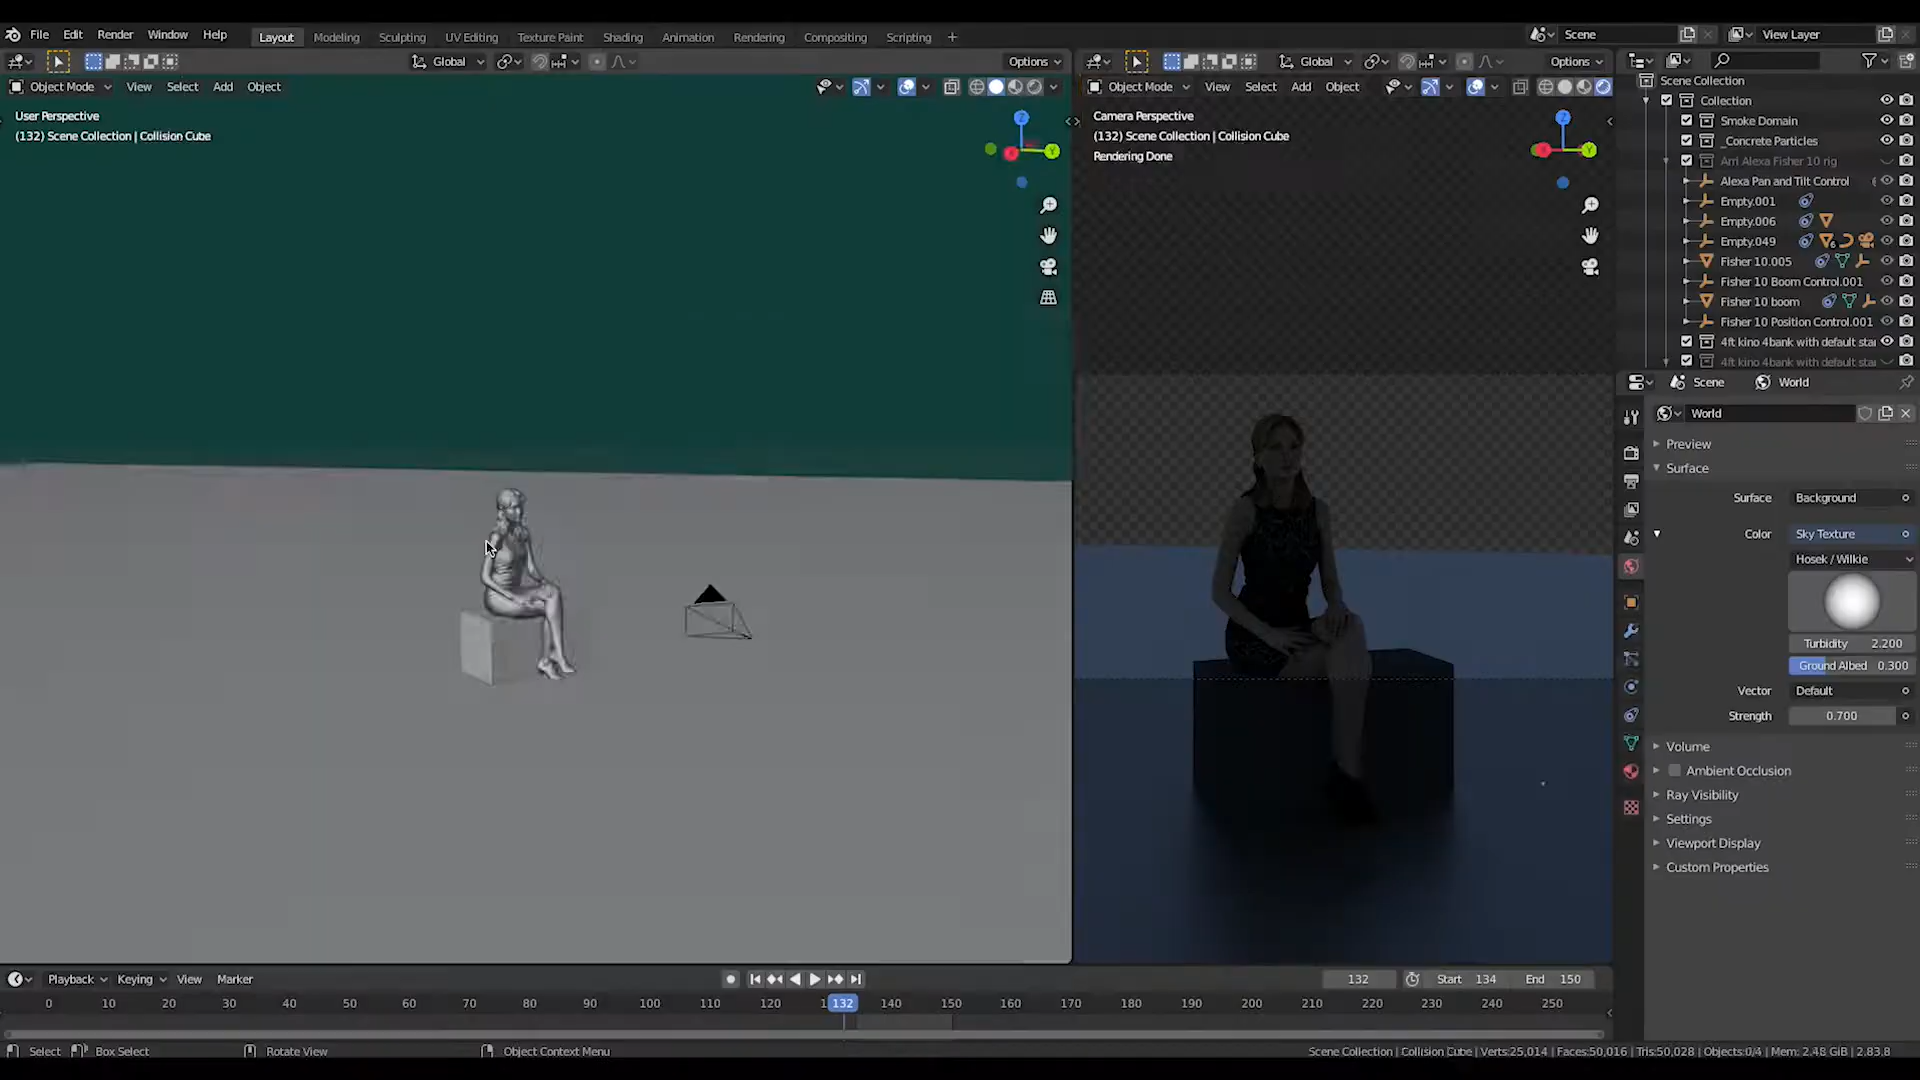 File Edit Render Window Help Layout Modeling Sculpting UV Editing Texture Paint Shading Animation Rendering Compositing Scripting + Scene View Layer
Global Options Global Options
Object Mode View Select Add Object Object Mode View Select Add Object
User Perspective
(132) Scene Collection | Collision Cube
Z
Y
Camera Perspective
(132) Scene Collection | Collision Cube
Rendering Done
Z
Y
Scene Collection
Collection
Smoke Domain
_Concrete Particles
Arri Alexa Fisher 10 rig
Alexa Pan and Tilt Control
Empty.001
Empty.006
Empty.049
6
Fisher 10.005
Fisher 10 Boom Control.001
Fisher 10 boom
Fisher 10 Position Control.001
4ft kino 4bank with default sta
4ft kino 4bank with default sta
Scene World
World
Preview
Surface
Surface Background
Color Sky Texture
Hosek / Wilkie
Turbidity 2.200
Ground Albed 0.300
Vector Default
Strength 0.700
Volume
Ambient Occlusion
Ray Visibility
Settings
Viewport Display
Custom Properties
Playback Keying View Marker 132 Start 134 End 150
0 10 20 30 40 50 60 70 80 90 100 110 120 132 140 150 160 170 180 190 200 210 220 230 240 250
Select Box Select Rotate View Object Context Menu Scene Collection | Collision Cube | Verts:25,014 | Faces:50,016 | Tris:50,028 | Objects:0/4 | Mem: 2.48 GiB | 2.83.8